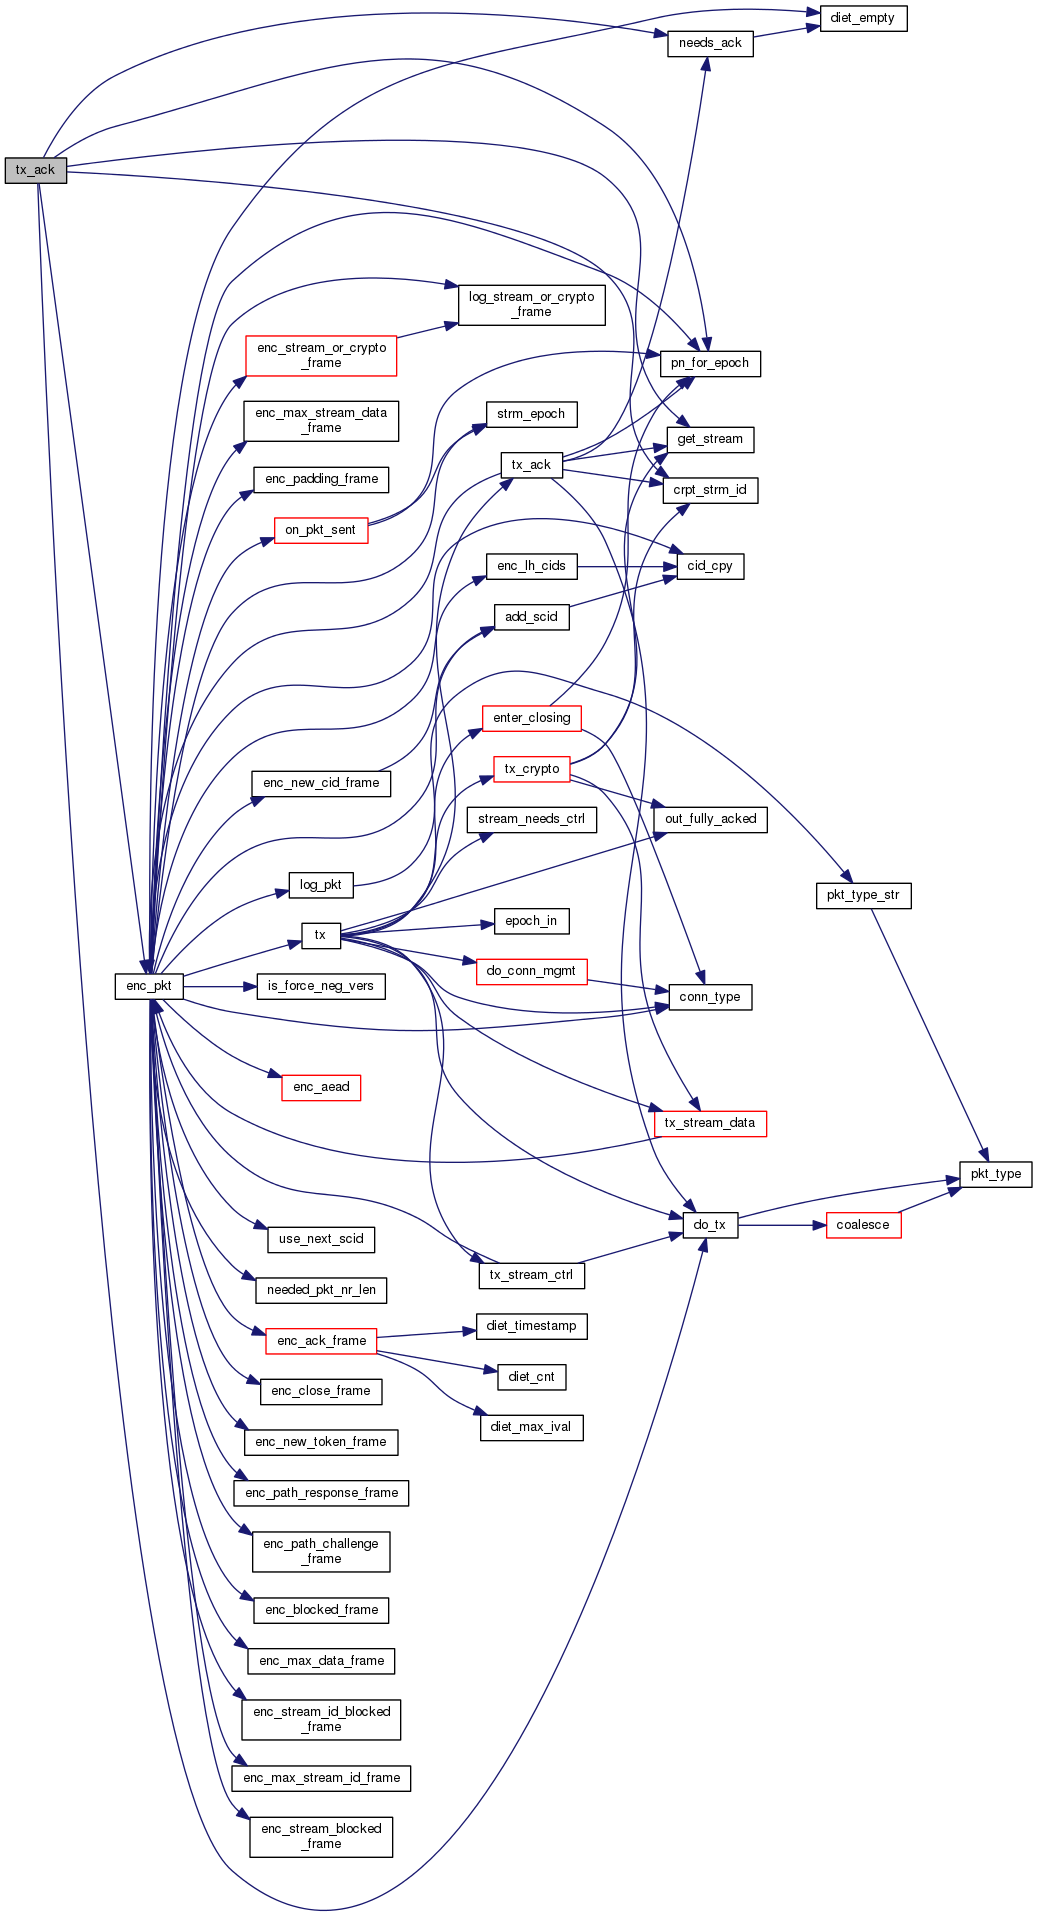 diet_empty
needs_ack
tx_ack
log_stream_or_crypto
_frame
enc_stream_or_crypto
_frame
pn_for_epoch
enc_max_stream_data
_frame
strm_epoch
get_stream
tx_ack
enc_padding_frame
crpt_strm_id
on_pkt_sent
enc_lh_cids
cid_cpy
add_scid
enter_closing
tx_crypto
enc_new_cid_frame
stream_needs_ctrl
out_fully_acked
log_pkt
pkt_type_str
epoch_in
tx
do_conn_mgmt
enc_pkt
is_force_neg_vers
conn_type
enc_aead
tx_stream_data
pkt_type
do_tx
coalesce
use_next_scid
tx_stream_ctrl
needed_pkt_nr_len
diet_timestamp
enc_ack_frame
diet_cnt
enc_close_frame
diet_max_ival
enc_new_token_frame
enc_path_response_frame
enc_path_challenge
_frame
enc_blocked_frame
enc_max_data_frame
enc_stream_id_blocked
_frame
enc_max_stream_id_frame
enc_stream_blocked
_frame